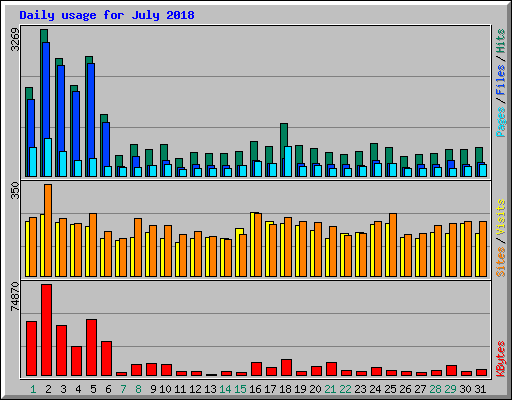 Daily usage for July 2018
3269
Pages / Files / Hits
350
Sites / Visits
74870
KBytes
1 2 3 4 5 6 7 8 9 10 11 12 13 14 15 16 17 18 19 20 21 22 23 24 25 26 27 28 29 30 31